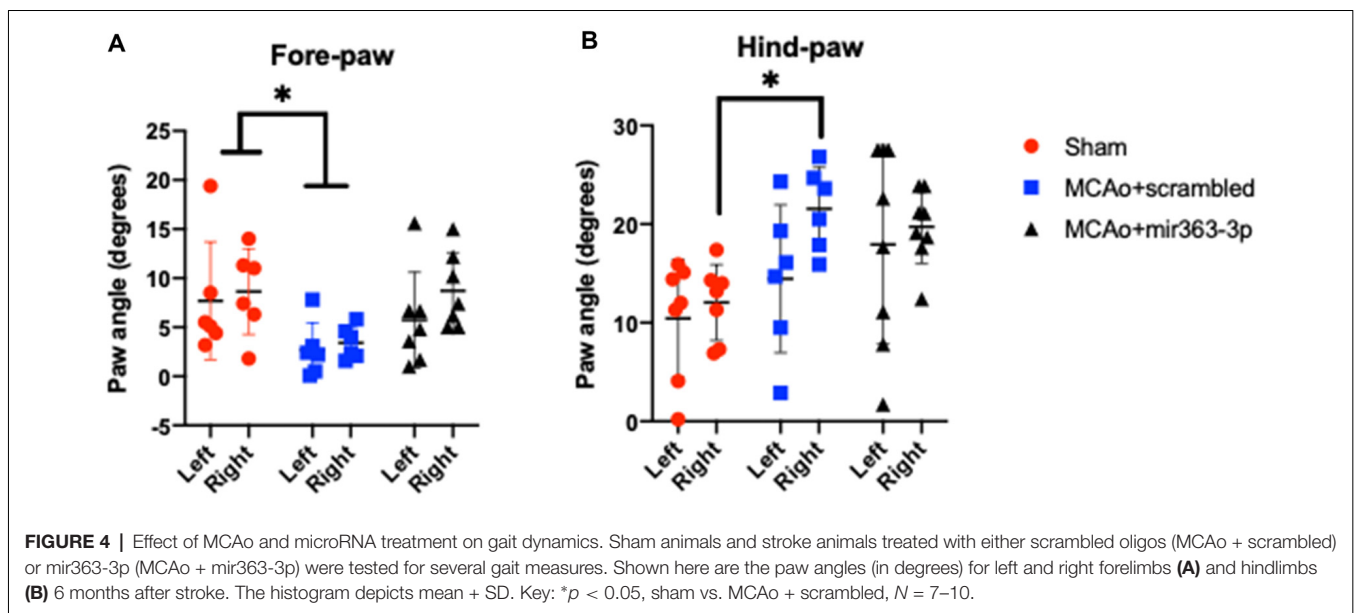 A
Fore-paw
*
Paw angle (degrees)
25
20
15
10
5
0
-5
Left
Right
Left
Right
Left
Right
B
Hind-paw
*
Paw angle (degrees)
30
20
10
0
Left
Right
Left
Right
Left
Right
Sham
MCAo+scrambled
MCAo+mir363-3p
FIGURE 4 | Effect of MCAo and microRNA treatment on gait dynamics. Sham animals and stroke animals treated with either scrambled oligos (MCAo + scrambled)
or mir363-3p (MCAo + mir363-3p) were tested for several gait measures. Shown here are the paw angles (in degrees) for left and right forelimbs (A) and hindlimbs
(B) 6 months after stroke. The histogram depicts mean + SD. Key: *p < 0.05, sham vs. MCAo + scrambled, N = 7–10.